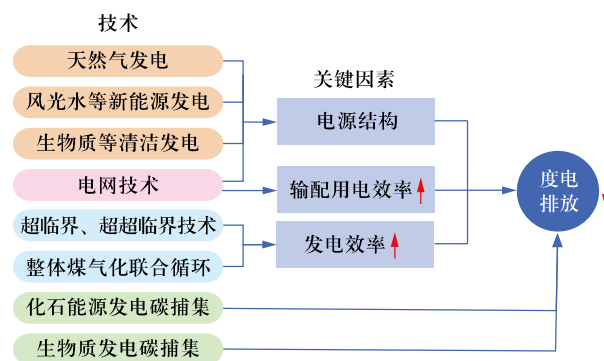 技术
天然气发电
风光水等新能源发电
生物质等清洁发电
电网技术
超临界、超超临界技术
整体煤气化联合循环
化石能源发电碳捕集
生物质发电碳捕集
关键因素
电源结构
输配用电效率
发电效率
度电
排放